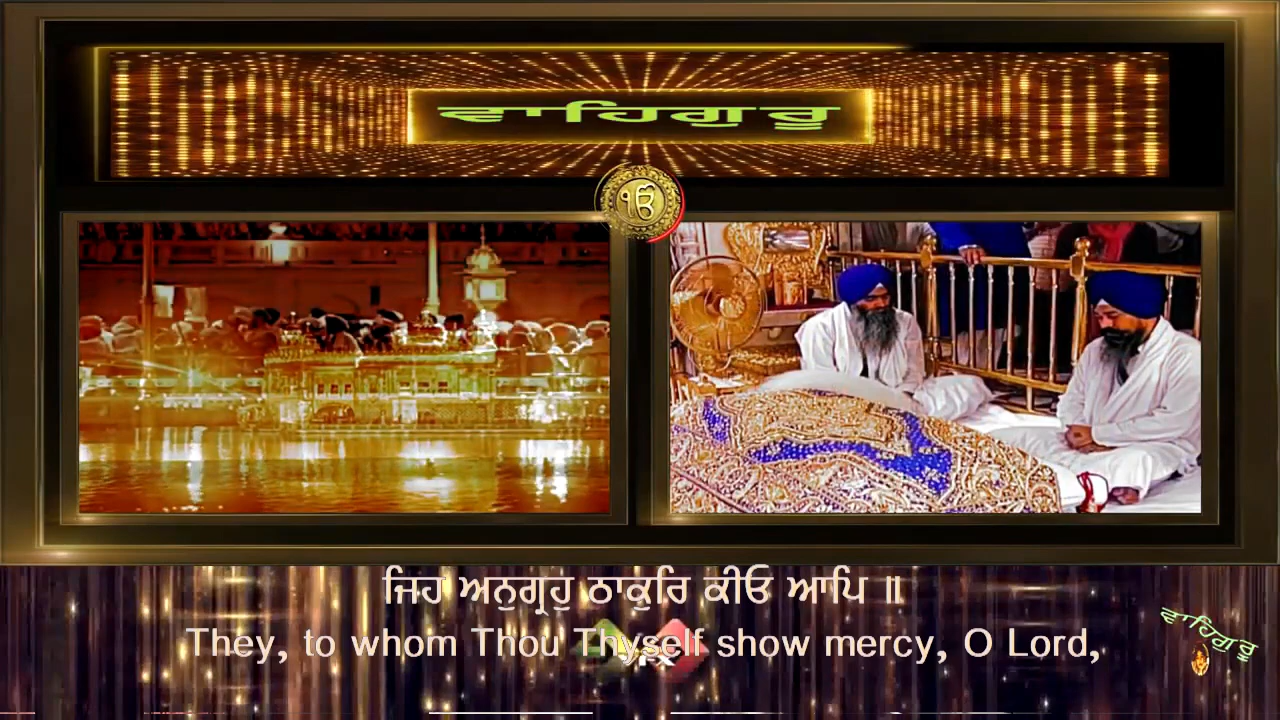 ਵਾਹਿਗੁਰੂ
ੴ
ਜਿਹ ਅਨੁਗ੍ਰਹੁ ਠਾਕੁਰਿ ਕੀਓ ਆਪਿ ॥
They, to whom Thou Thyself show mercy, O Lord,
ਵਾਹਿਗੁਰੂ